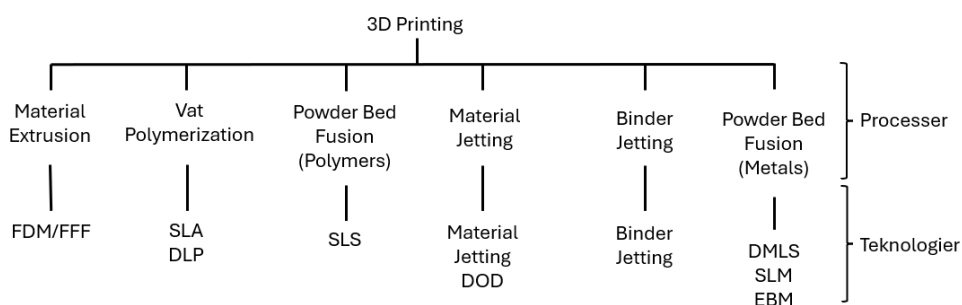 3D Printing
Material
Extrusion
Vat
Polymerization
Powder Bed
Fusion
(Polymers)
Material
Jetting
Binder
Jetting
Powder Bed
Fusion
(Metals)
Processer
FDM/FFF
SLA
DLP
SLS
Material
Jetting
DOD
Binder
Jetting
DMLS
SLM
EBM
Teknologier